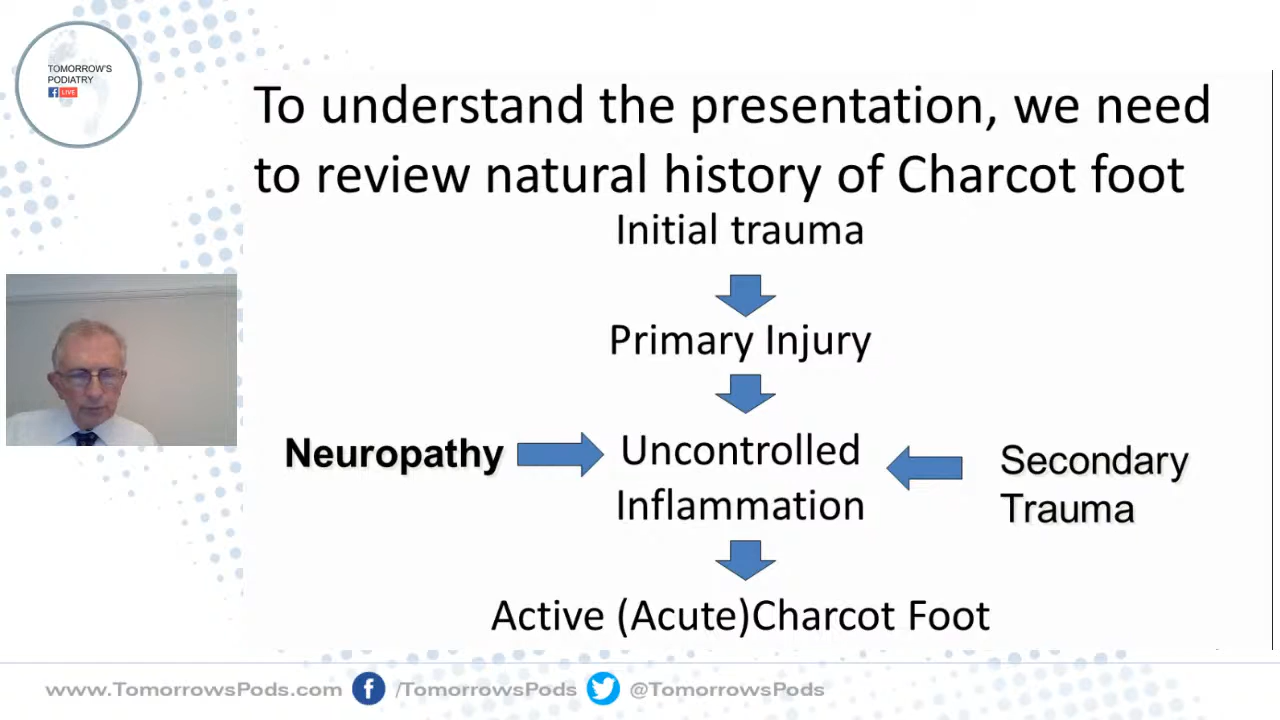 TOMORROW'S
PODIATRY
LIVE
To understand the presentation, we need
to review natural history of Charcot foot
Initial trauma
Primary Injury
Neuropathy
Uncontrolled
Inflammation
Secondary
Trauma
Active (Acute)Charcot Foot
www.TomorrowsPods.com
/TomorrowsPods
@TomorrowsPods